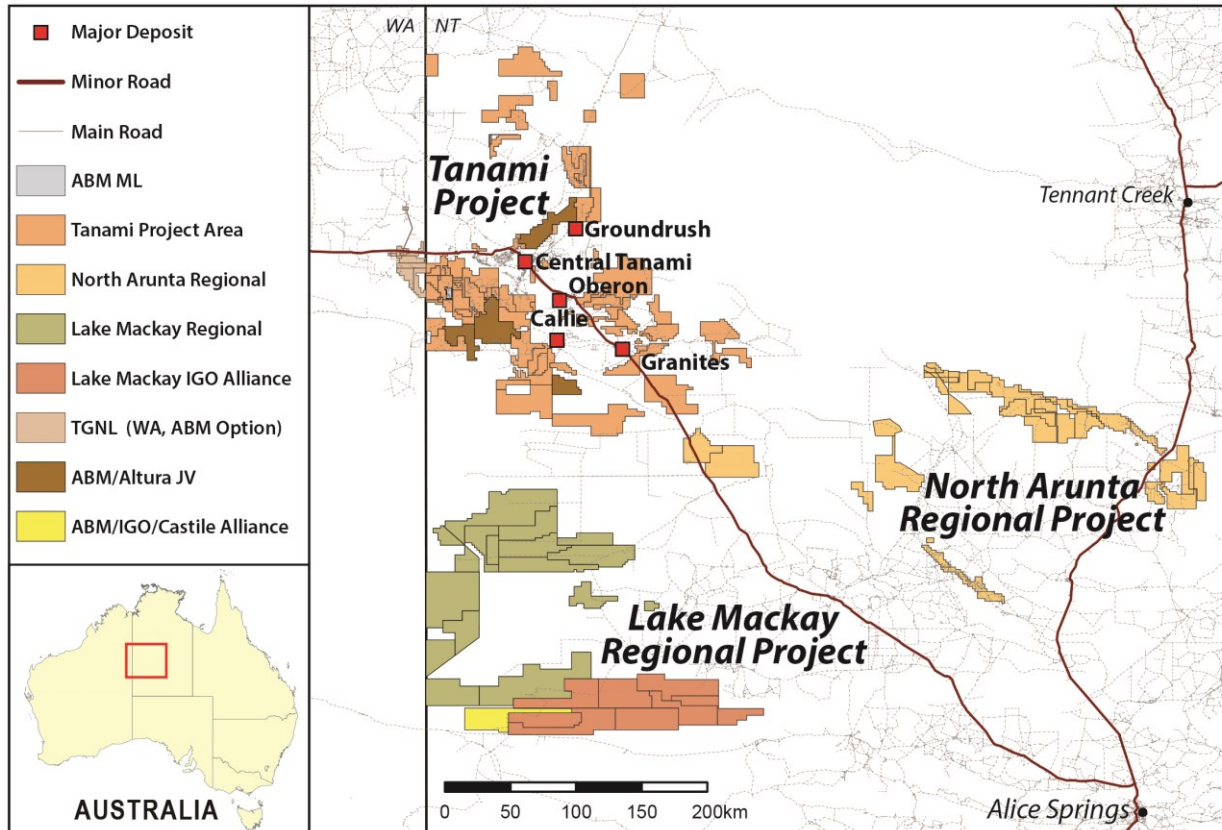 Major Deposit
Minor Road
Main Road
ABM ML
Tanami Project Area
North Arunta Regional
Lake Mackay Regional
Lake Mackay IGO Alliance
TGNL (WA, ABM Option)
ABM/Altura JV
ABM/IGO/Castile Alliance
AUSTRALIA
WA NT
Tanami
Project
Tennant Creek
Groundrush
Central Tanami
Oberon
Callie
Granites
North Arunta
Regional Project
Lake Mackay
Regional Project
50 100 200km
Alice Springs